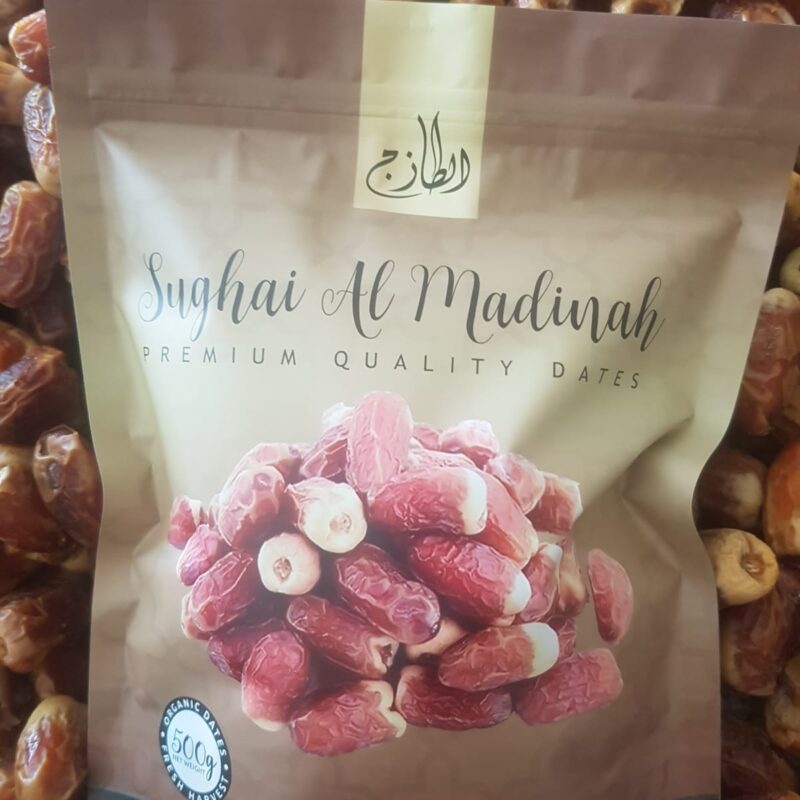 الطازج
Sughai Al Madinah
PREMIUM QUALITY DATES
ORGANIC DATES
500g
NET WEIGHT
FRESH HARVEST